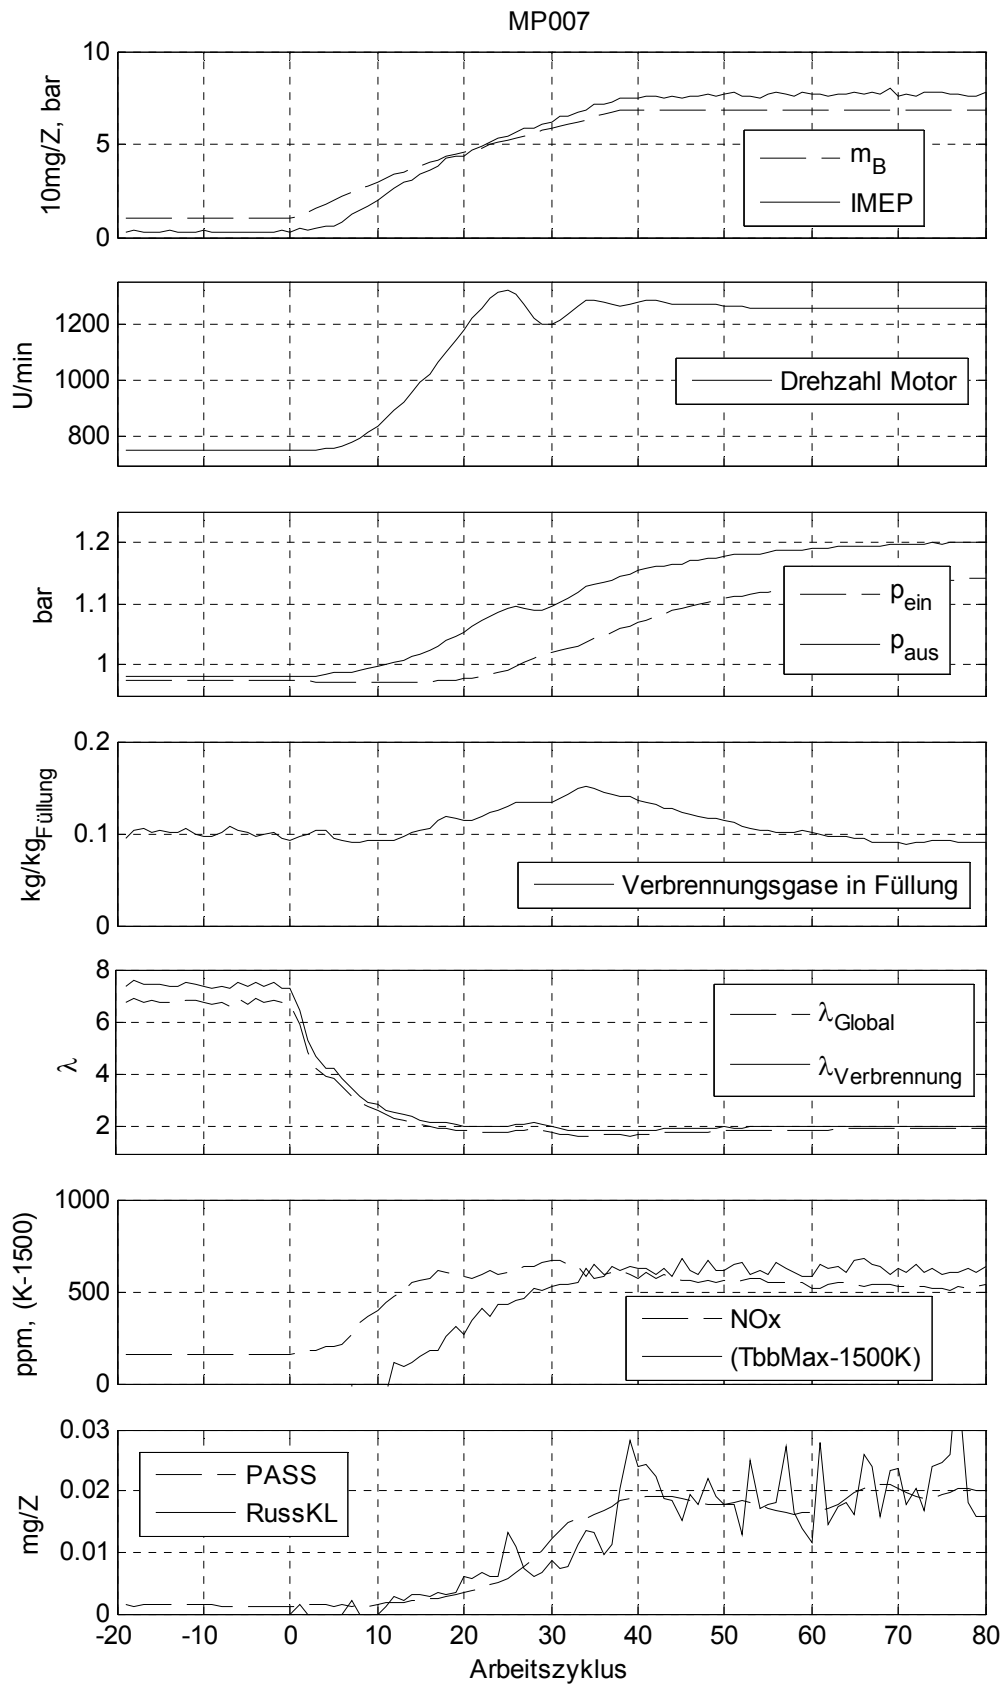 MP007
10
5
0
10mg/Z, bar
m_B
IMEP
1200
1000
800
U/min
Drehzahl Motor
1.2
1.1
1
bar
p_ein
p_aus
0.2
0.1
0
kg/kg_Füllung
Verbrennungsgase in Füllung
8
6
4
2
λ
λ_Global
λ_Verbrennung
1000
500
0
ppm, (K-1500)
NOx
(TbbMax-1500K)
0.03
0.02
0.01
0
mg/Z
PASS
RussKL
-20 -10 0 10 20 30 40 50 60 70 80
Arbeitszyklus